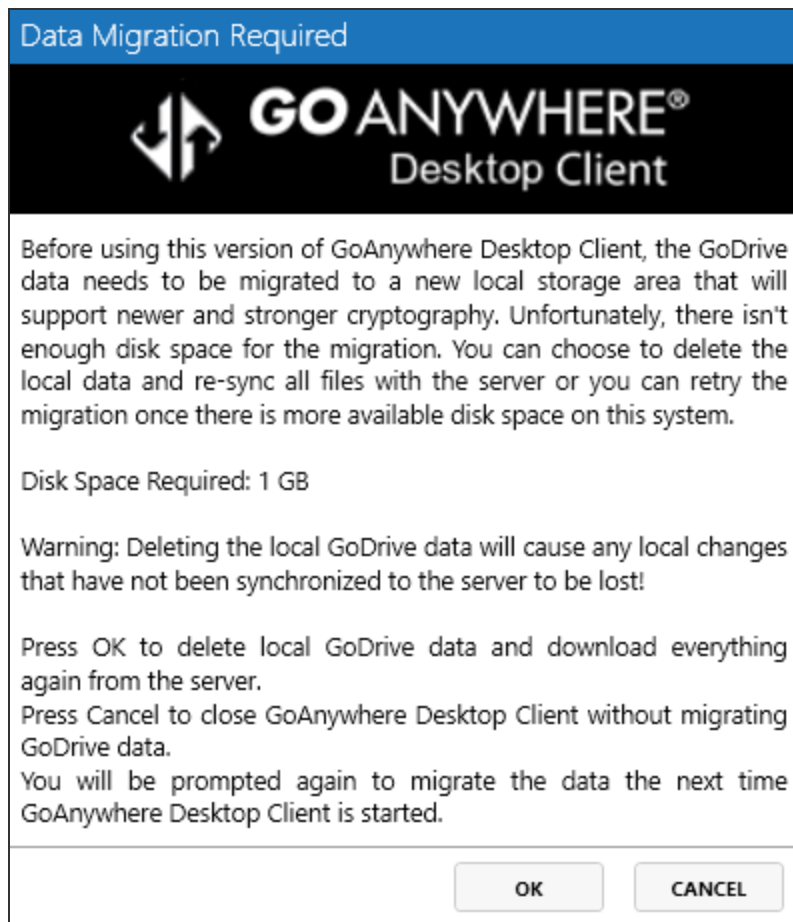 Data Migration Required
GO ANYWHERE®
Desktop Client
Before using this version of GoAnywhere Desktop Client, the GoDrive
data needs to be migrated to a new local storage area that will
support newer and stronger cryptography. Unfortunately, there isn't
enough disk space for the migration. You can choose to delete the
local data and re-sync all files with the server or you can retry the
migration once there is more available disk space on this system.
Disk Space Required: 1 GB
Warning: Deleting the local GoDrive data will cause any local changes
that have not been synchronized to the server to be lost!
Press OK to delete local GoDrive data and download everything
again from the server.
Press Cancel to close GoAnywhere Desktop Client without migrating
GoDrive data.
You will be prompted again to migrate the data the next time
GoAnywhere Desktop Client is started.
OK CANCEL